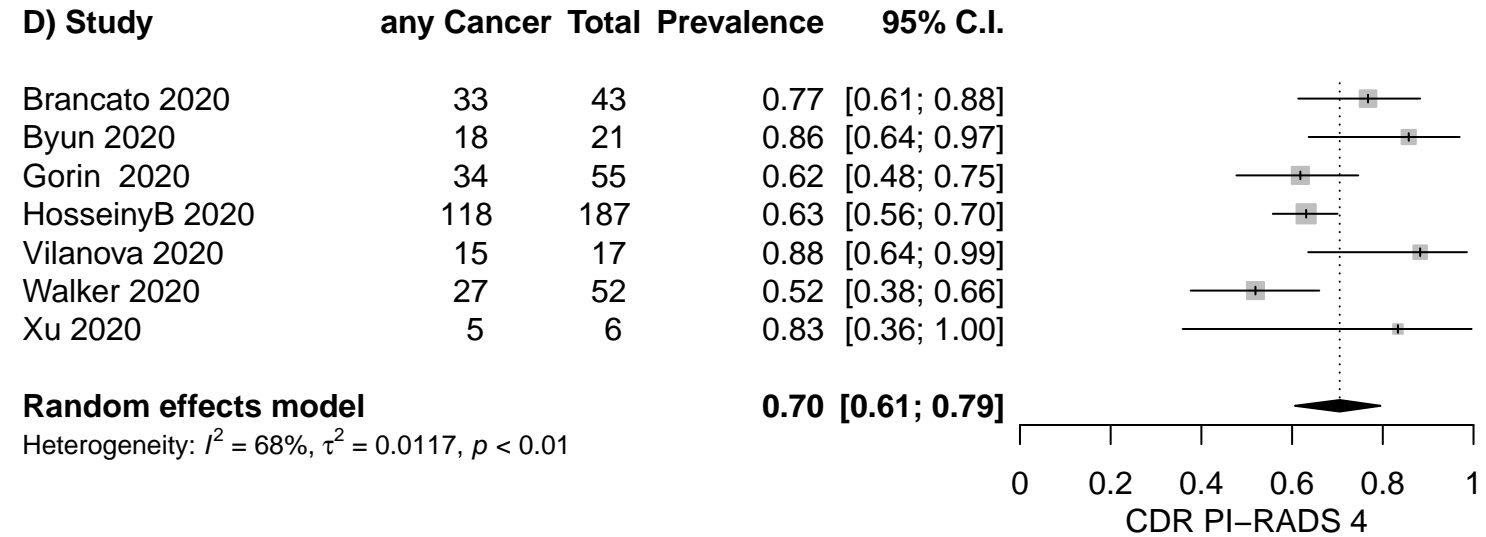 D) Study any Cancer Total Prevalence 95% C.I.
Brancato 2020 33 43 0.77 [0.61; 0.88]
Byun 2020 18 21 0.86 [0.64; 0.97]
Gorin  2020 34 55 0.62 [0.48; 0.75]
HosseinyB 2020 118 187 0.63 [0.56; 0.70]
Vilanova 2020 15 17 0.88 [0.64; 0.99]
Walker 2020 27 52 0.52 [0.38; 0.66]
Xu 2020 5 6 0.83 [0.36; 1.00]
Random effects model 0.70 [0.61; 0.79]
Heterogeneity: I² = 68%, τ² = 0.0117, p < 0.01
0 0.2 0.4 0.6 0.8 1
CDR PI−RADS 4